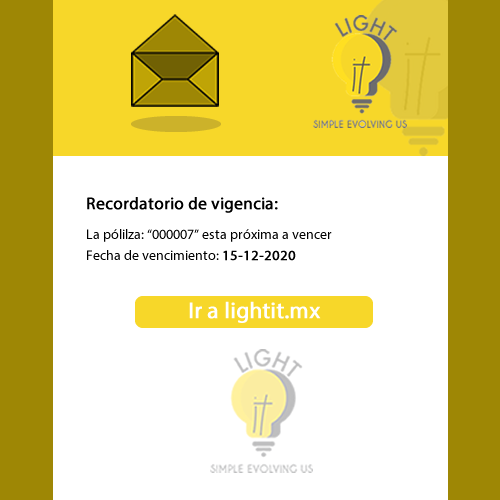 LIGHT
it
SIMPLE EVOLVING US
it
Recordatorio de vigencia:
La pólilza: “000007” esta próxima a vencer
Fecha de vencimiento: 15-12-2020
Ir a lightit.mx
LIGHT
it
SIMPLE EVOLVING US